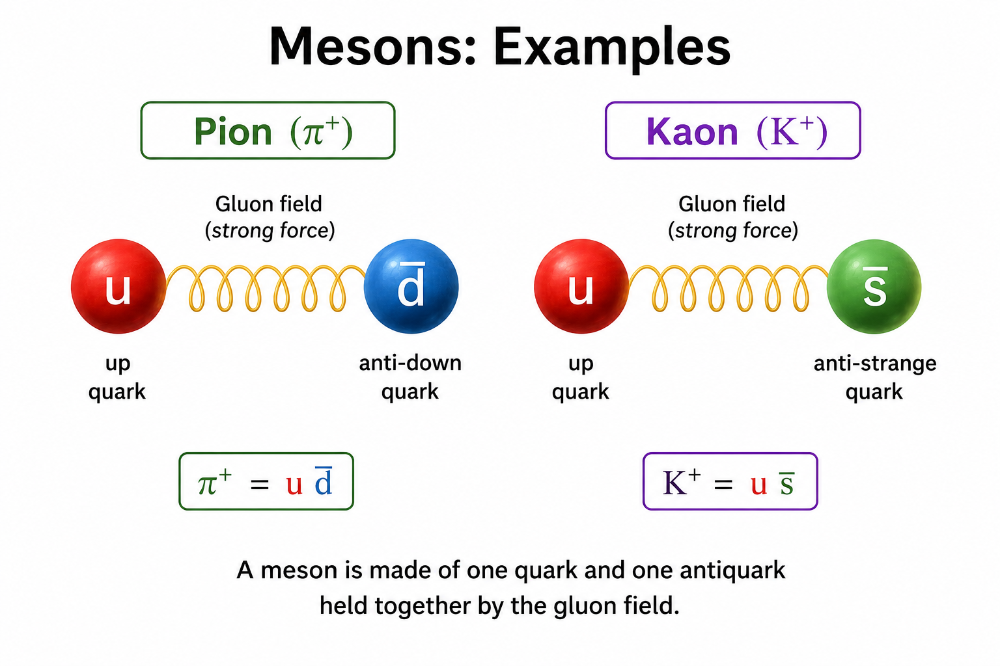 Mesons: Examples
Pion (π⁺)
Kaon (K⁺)
Gluon field
(strong force)
Gluon field
(strong force)
u
d̅
u
s̅
up
quark
anti-down
quark
up
quark
anti-strange
quark
π⁺ = u d̅
K⁺ = u s̅
A meson is made of one quark and one antiquark
held together by the gluon field.